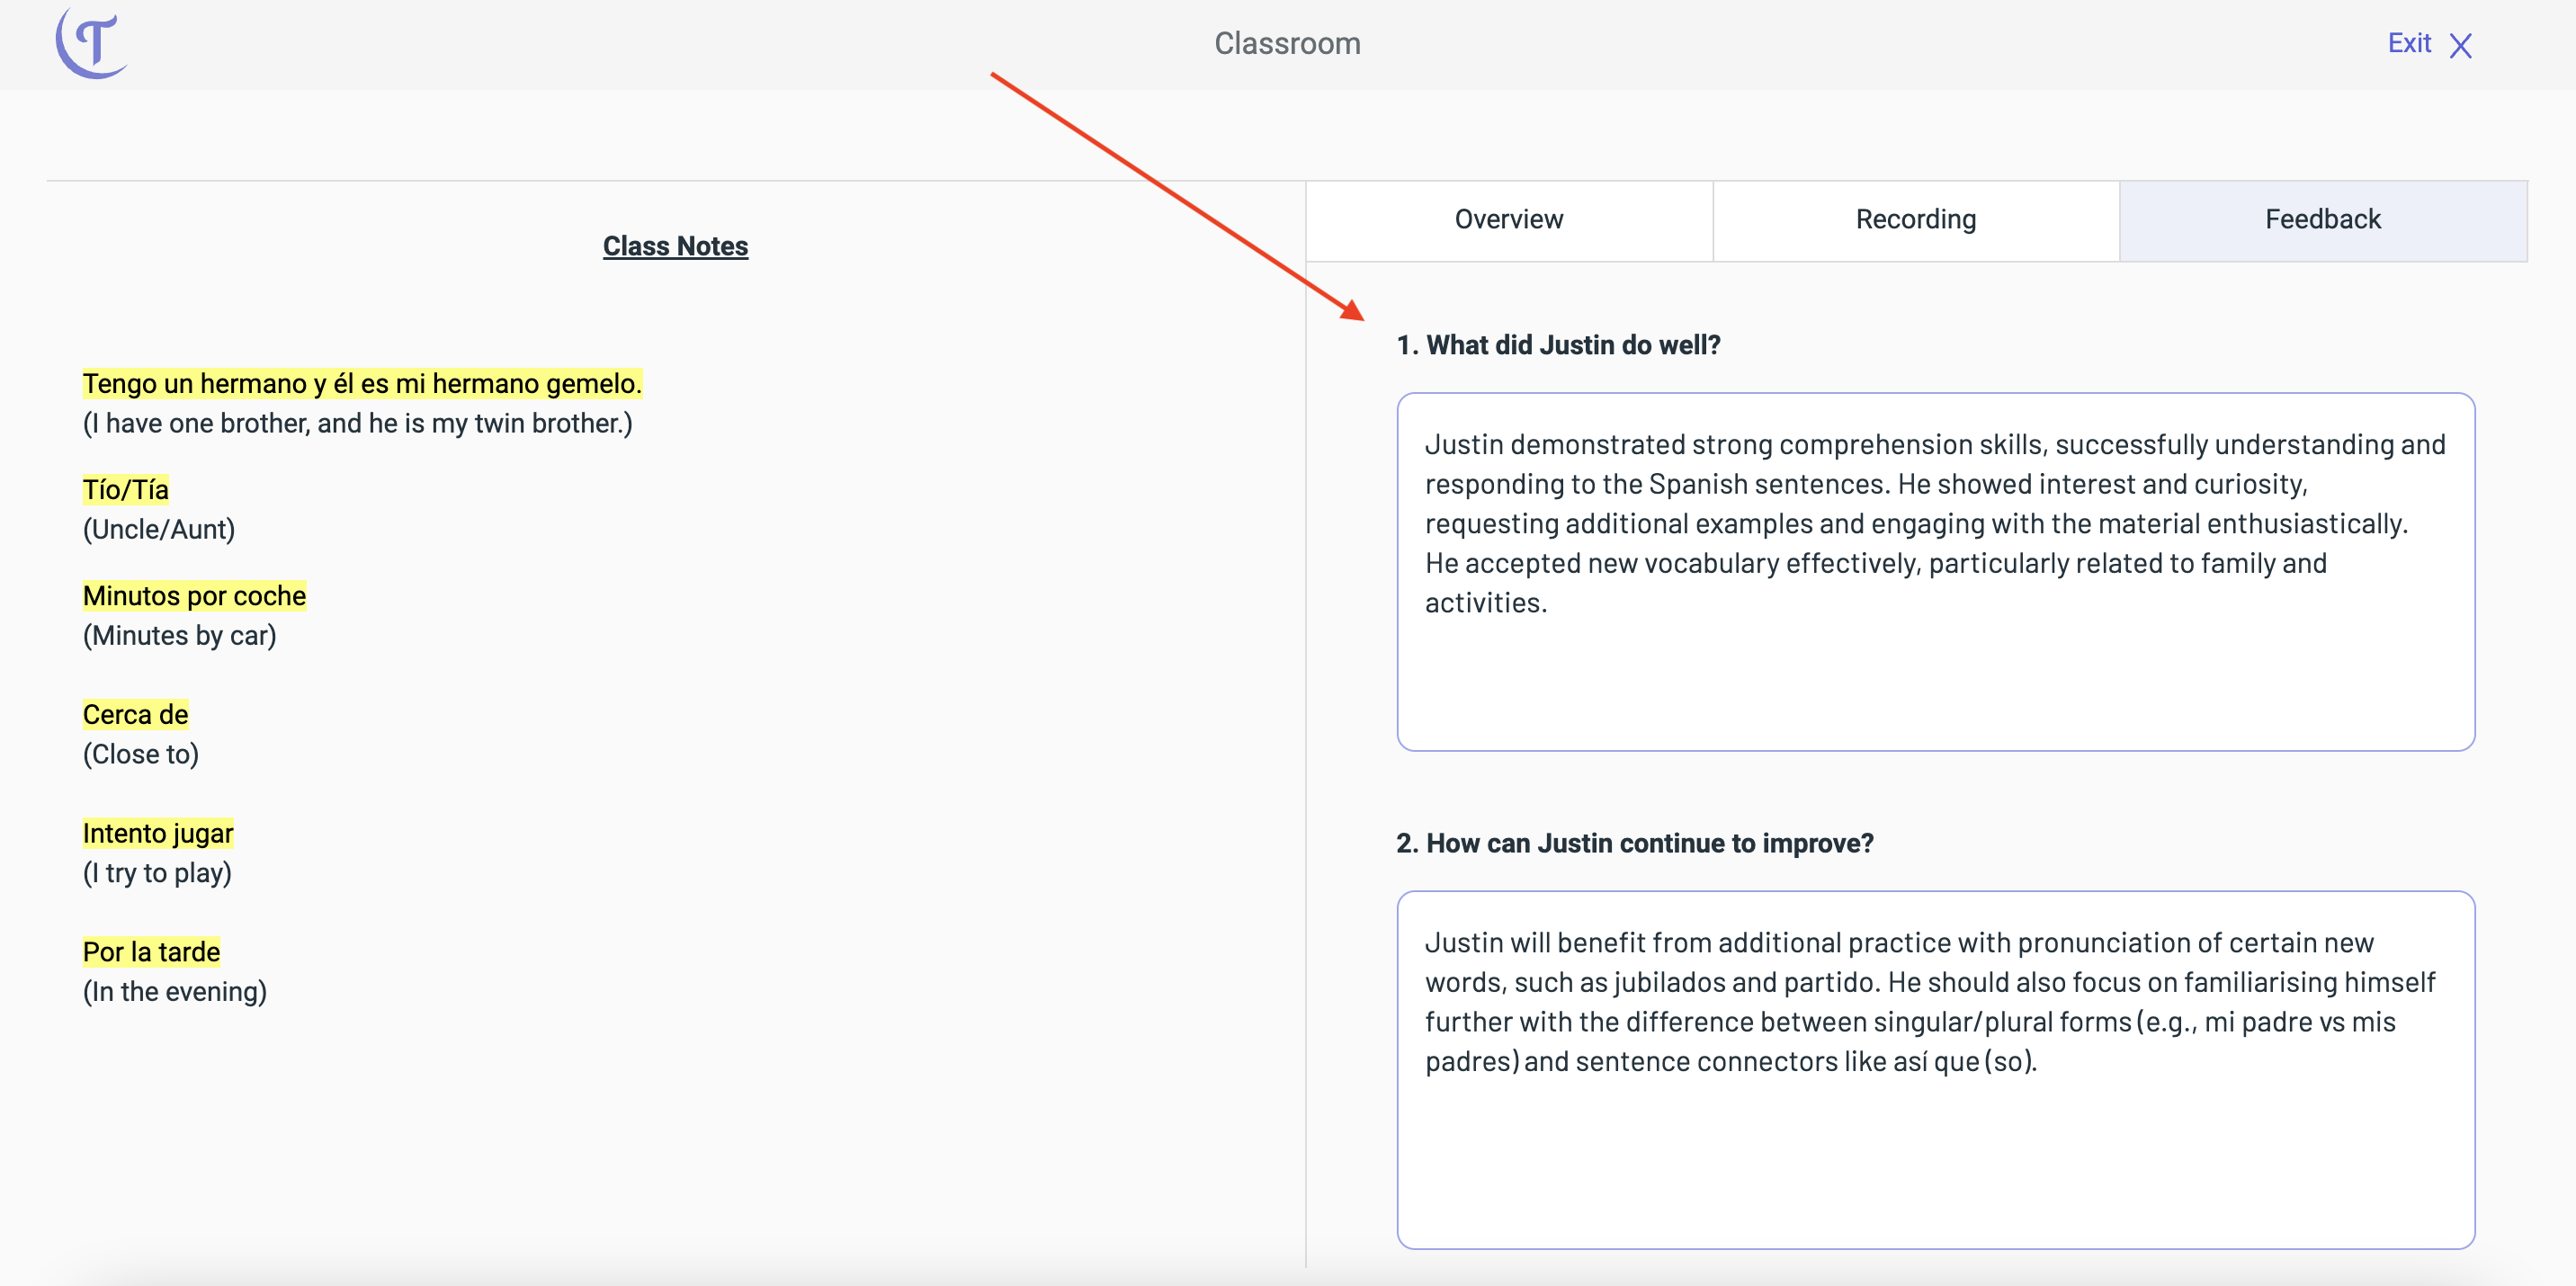 T
Classroom
Exit
Class Notes
Tengo un hermano y él es mi hermano gemelo.
(I have one brother, and he is my twin brother.)
Tío/Tía
(Uncle/Aunt)
Minutos por coche
(Minutes by car)
Cerca de
(Close to)
Intento jugar
(I try to play)
Por la tarde
(In the evening)
Overview
Recording
Feedback
1. What did Justin do well?
Justin demonstrated strong comprehension skills, successfully understanding and
responding to the Spanish sentences. He showed interest and curiosity,
requesting additional examples and engaging with the material enthusiastically.
He accepted new vocabulary effectively, particularly related to family and
activities.
2. How can Justin continue to improve?
Justin will benefit from additional practice with pronunciation of certain new
words, such as jubilados and partido. He should also focus on familiarising himself
further with the difference between singular/plural forms (e.g., mi padre vs mis
padres) and sentence connectors like así que (so).